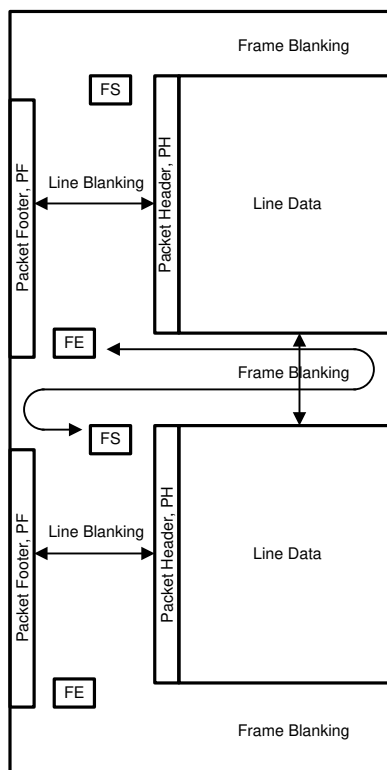 Frame Blanking
FS
Packet Footer, PF
Line Blanking
Packet Header, PH
Line Data
FE
Frame Blanking
FS
Packet Footer, PF
Line Blanking
Packet Header, PH
Line Data
FE
Frame Blanking